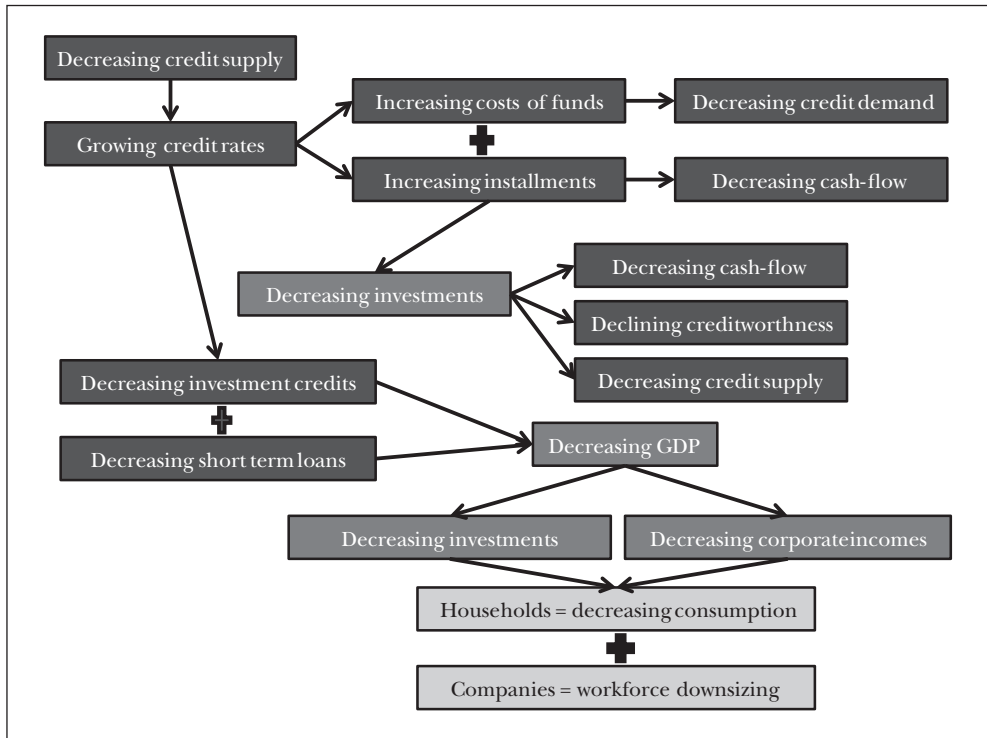 Decreasing credit supply
Increasing costs of funds
Decreasing credit demand
Growing credit rates
Increasing installments
Decreasing cash-flow
Decreasing cash-flow
Decreasing investments
Declining creditworthness
Decreasing credit supply
Decreasing investment credits
Decreasing short term loans
Decreasing GDP
Decreasing investments
Decreasing corporate incomes
Households = decreasing consumption
Companies = workforce downsizing